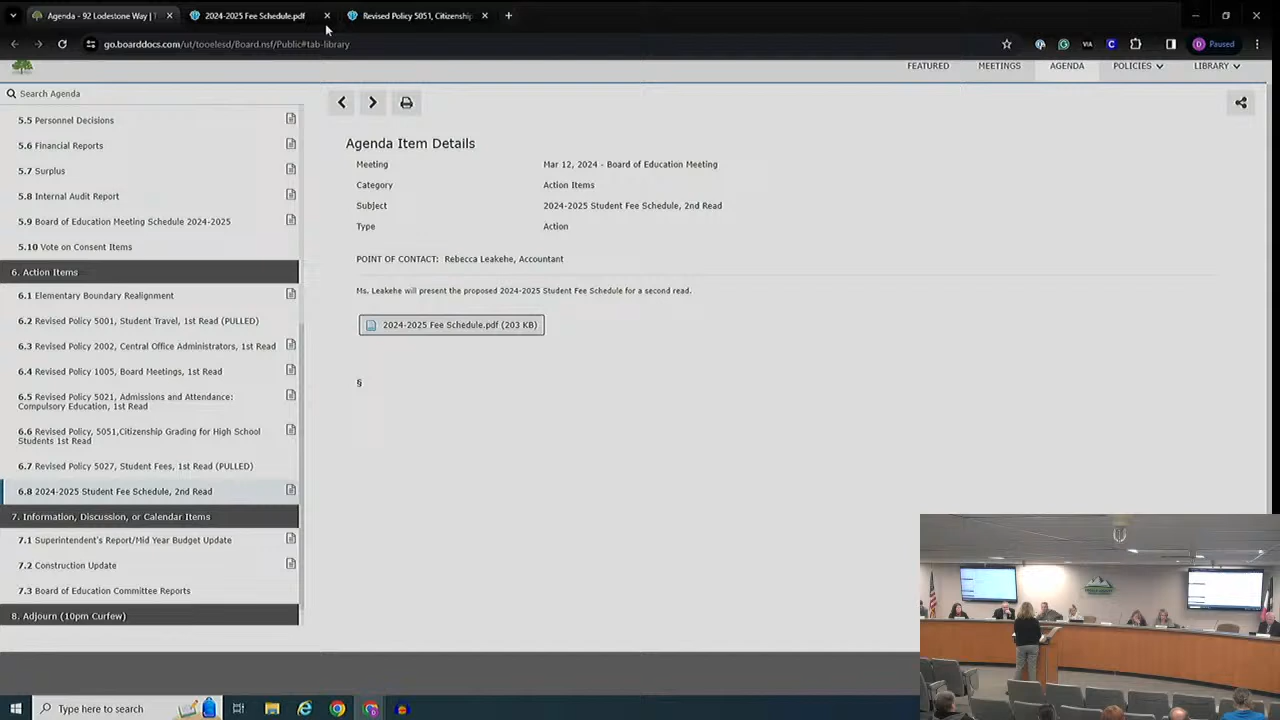 Agenda - 92 Lodestone Way |
2024-2025 Fee Schedule.pdf
Revised Policy 5051, Citizenship
go.boarddocs.com/ut/tooelesd/Board.nsf/Public#tab-library
VIA
C
D Paused
FEATURED
MEETINGS
AGENDA
POLICIES
LIBRARY
Search Agenda
5.5 Personnel Decisions
5.6 Financial Reports
5.7 Surplus
5.8 Internal Audit Report
5.9 Board of Education Meeting Schedule 2024-2025
5.10 Vote on Consent Items
6. Action Items
6.1 Elementary Boundary Realignment
6.2 Revised Policy 5001, Student Travel, 1st Read (PULLED)
6.3 Revised Policy 2002, Central Office Administrators, 1st Read
6.4 Revised Policy 1005, Board Meetings, 1st Read
6.5 Revised Policy 5021, Admissions and Attendance:
Compulsory Education, 1st Read
6.6 Revised Policy, 5051,Citizenship Grading for High School
Students 1st Read
6.7 Revised Policy 5027, Student Fees, 1st Read (PULLED)
6.8 2024-2025 Student Fee Schedule, 2nd Read
7. Information, Discussion, or Calendar Items
7.1 Superintendent's Report/Mid Year Budget Update
7.2 Construction Update
7.3 Board of Education Committee Reports
8. Adjourn (10pm Curfew)
Agenda Item Details
Meeting Mar 12, 2024 - Board of Education Meeting
Category Action Items
Subject 2024-2025 Student Fee Schedule, 2nd Read
Type Action
POINT OF CONTACT: Rebecca Leakehe, Accountant
Ms. Leakehe will present the proposed 2024-2025 Student Fee Schedule for a second read.
2024-2025 Fee Schedule.pdf (203 KB)
§
Type here to search